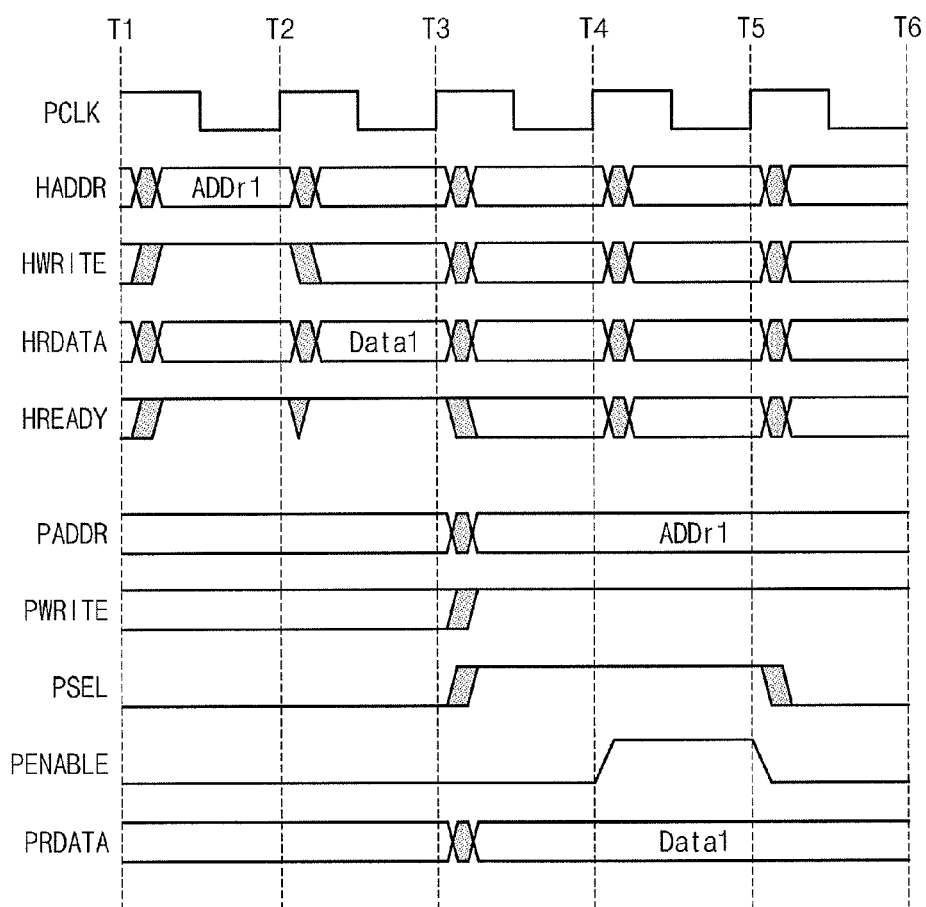 T1 T2 T3 T4 T5 T6
PCLK
HADDR ADDr1
HWRITE
HRDATA Data1
HREADY
PADDR ADDr1
PWRITE
PSEL
PENABLE
PRDATA Data1